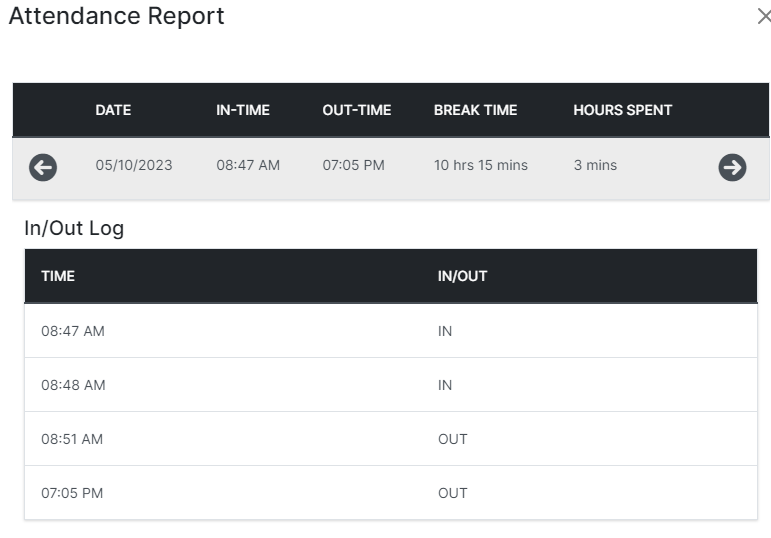 Attendance Report
DATE IN-TIME OUT-TIME BREAK TIME HOURS SPENT
05/10/2023 08:47 AM 07:05 PM 10 hrs 15 mins 3 mins
In/Out Log
TIME IN/OUT
08:47 AM IN
08:48 AM IN
08:51 AM OUT
07:05 PM OUT